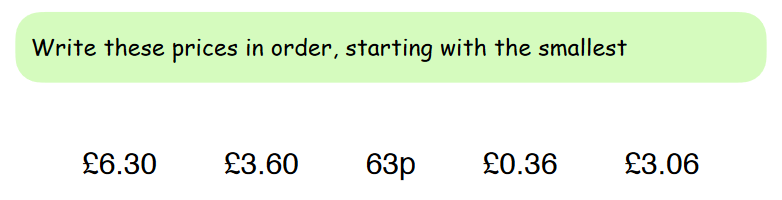 Write these prices in order, starting with the smallest
£6.30 £3.60 63p £0.36 £3.06